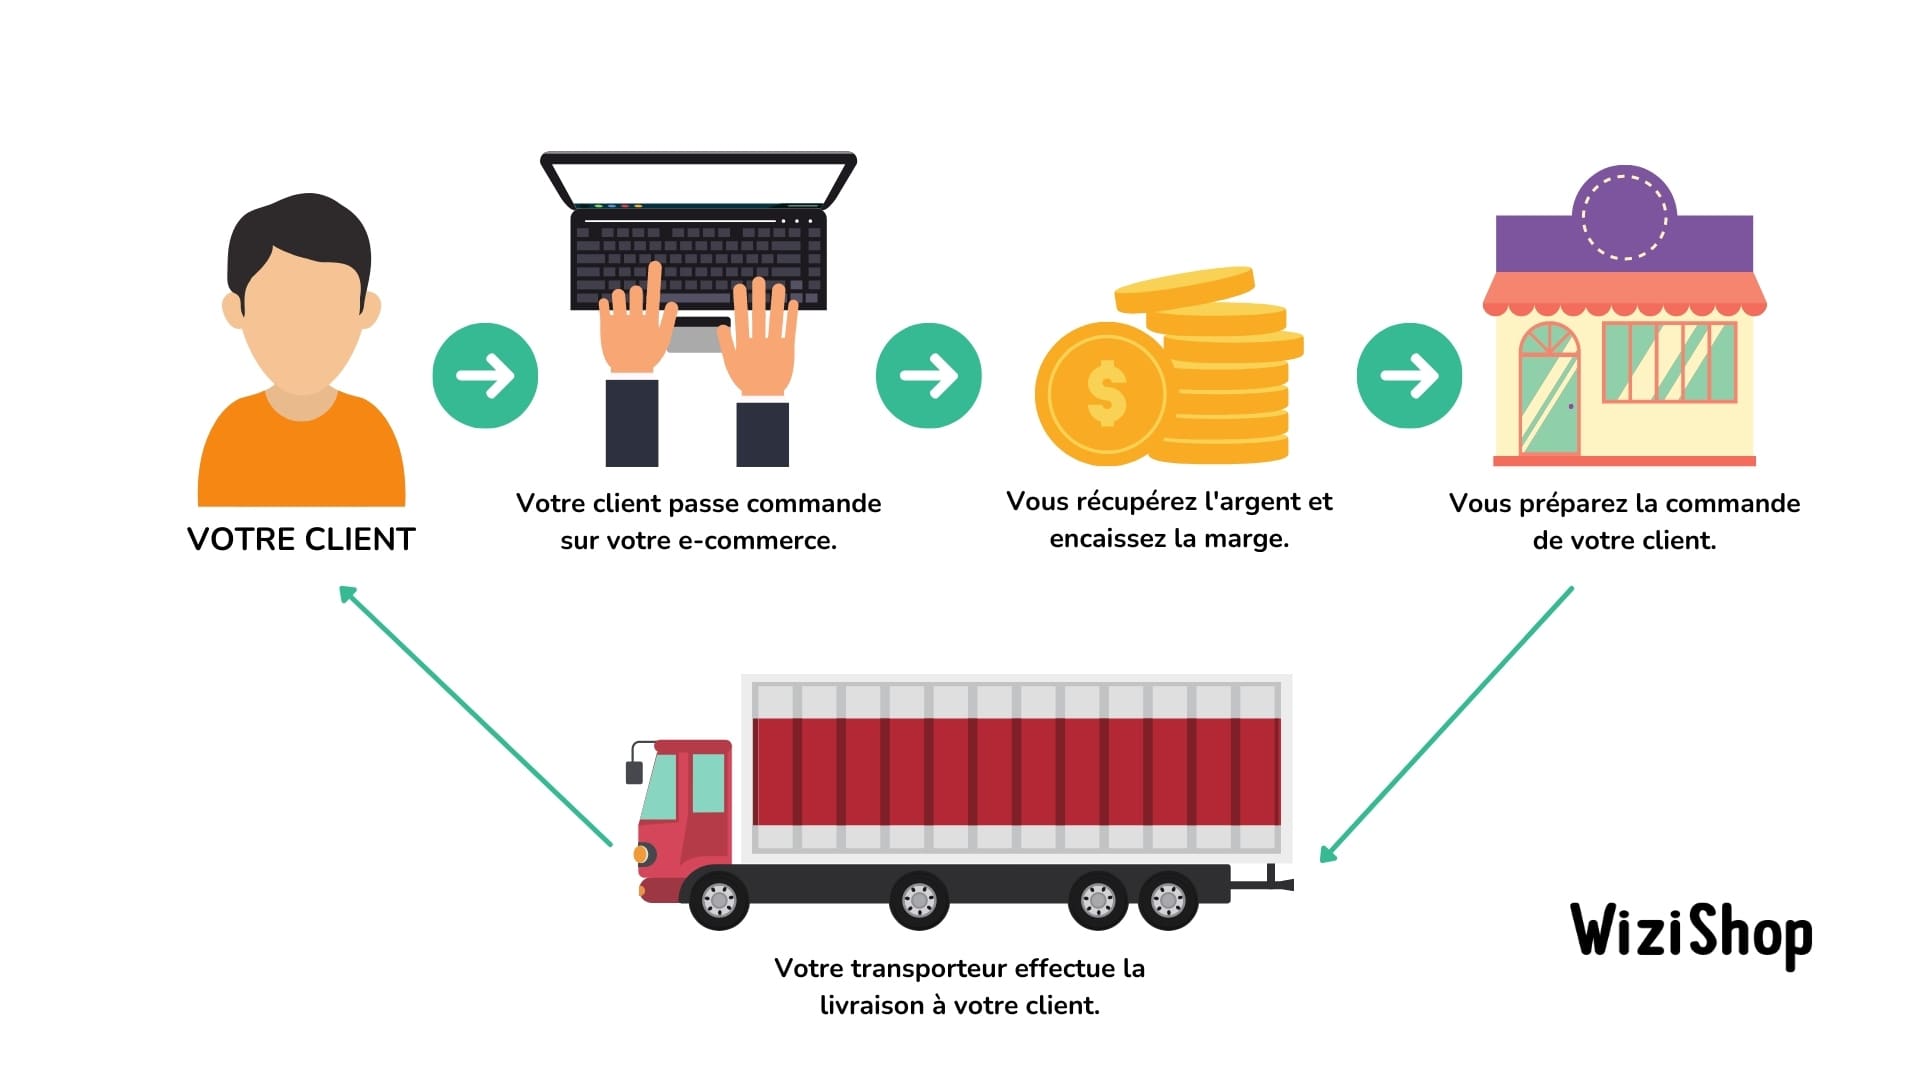 VOTRE CLIENT
Votre client passe commande
sur votre e-commerce.
$
Vous récupérez l'argent et
encaissez la marge.
Vous préparez la commande
de votre client.
Votre transporteur effectue la
livraison à votre client.
WiziShop